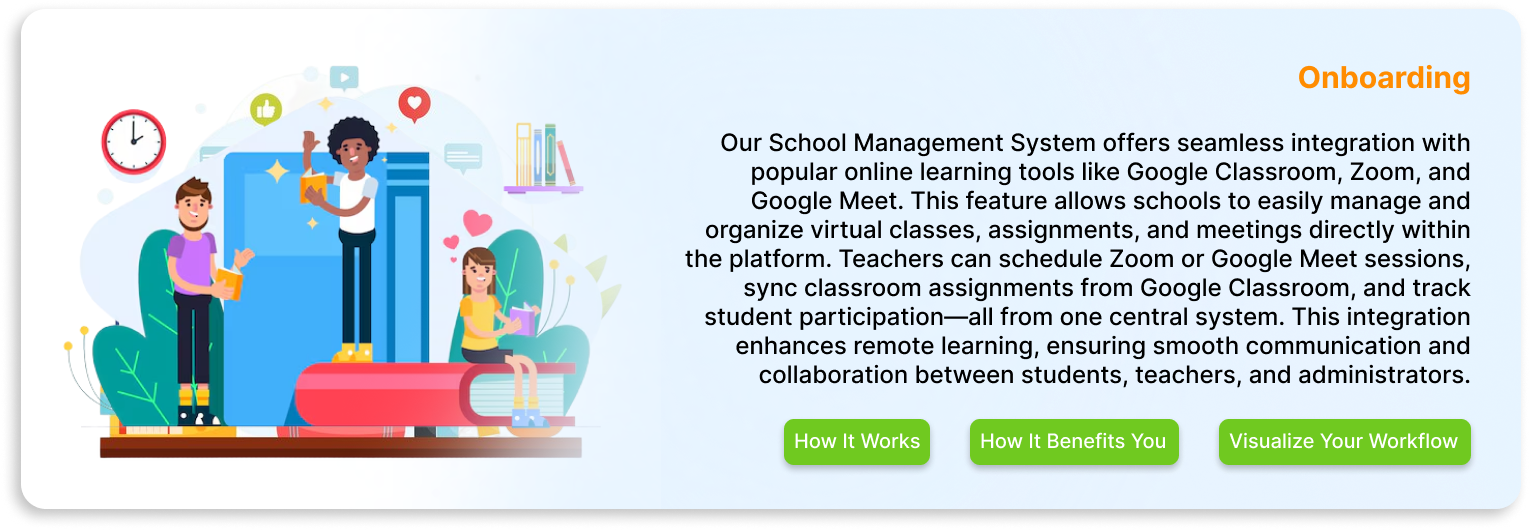 Onboarding
Our School Management System offers seamless integration with
popular online learning tools like Google Classroom, Zoom, and
Google Meet. This feature allows schools to easily manage and
organize virtual classes, assignments, and meetings directly within
the platform. Teachers can schedule Zoom or Google Meet sessions,
sync classroom assignments from Google Classroom, and track
student participation—all from one central system. This integration
enhances remote learning, ensuring smooth communication and
collaboration between students, teachers, and administrators.
How It Works
How It Benefits You
Visualize Your Workflow